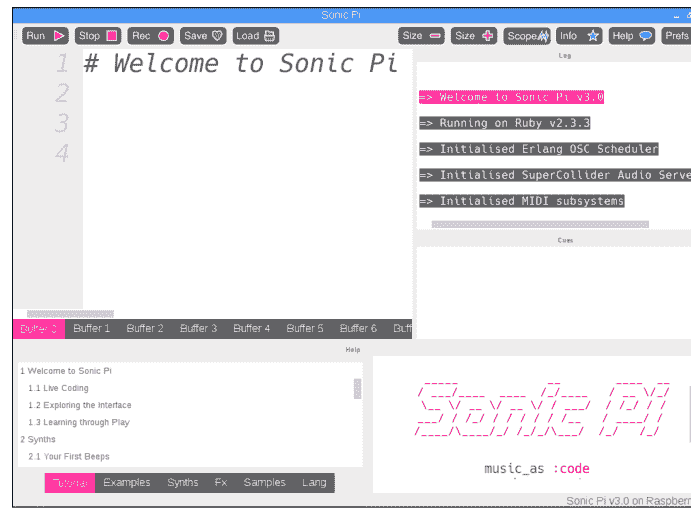 Sonic Pi
Run Stop Rec Save Load Size Size Scope Info Help Prefs
Log
1 # Welcome to Sonic Pi
2
3
4
=> Welcome to Sonic Pi v3.0
=> Running on Ruby v2.3.3
=> Initialised Erlang OSC Scheduler
=> Initialised SuperCollider Audio Serve
=> Initialised MIDI subsystems
Cues
Buffer 0 Buffer 1 Buffer 2 Buffer 3 Buffer 4 Buffer 5 Buffer 6 Buff
Help
1 Welcome to Sonic Pi
1.1 Live Coding
1.2 Exploring the Interface
1.3 Learning through Play
2 Synths
2.1 Your First Beeps
Tutorial Examples Synths Fx Samples Lang
Sonic Pi
music_as :code
Sonic Pi v3.0 on Raspberr